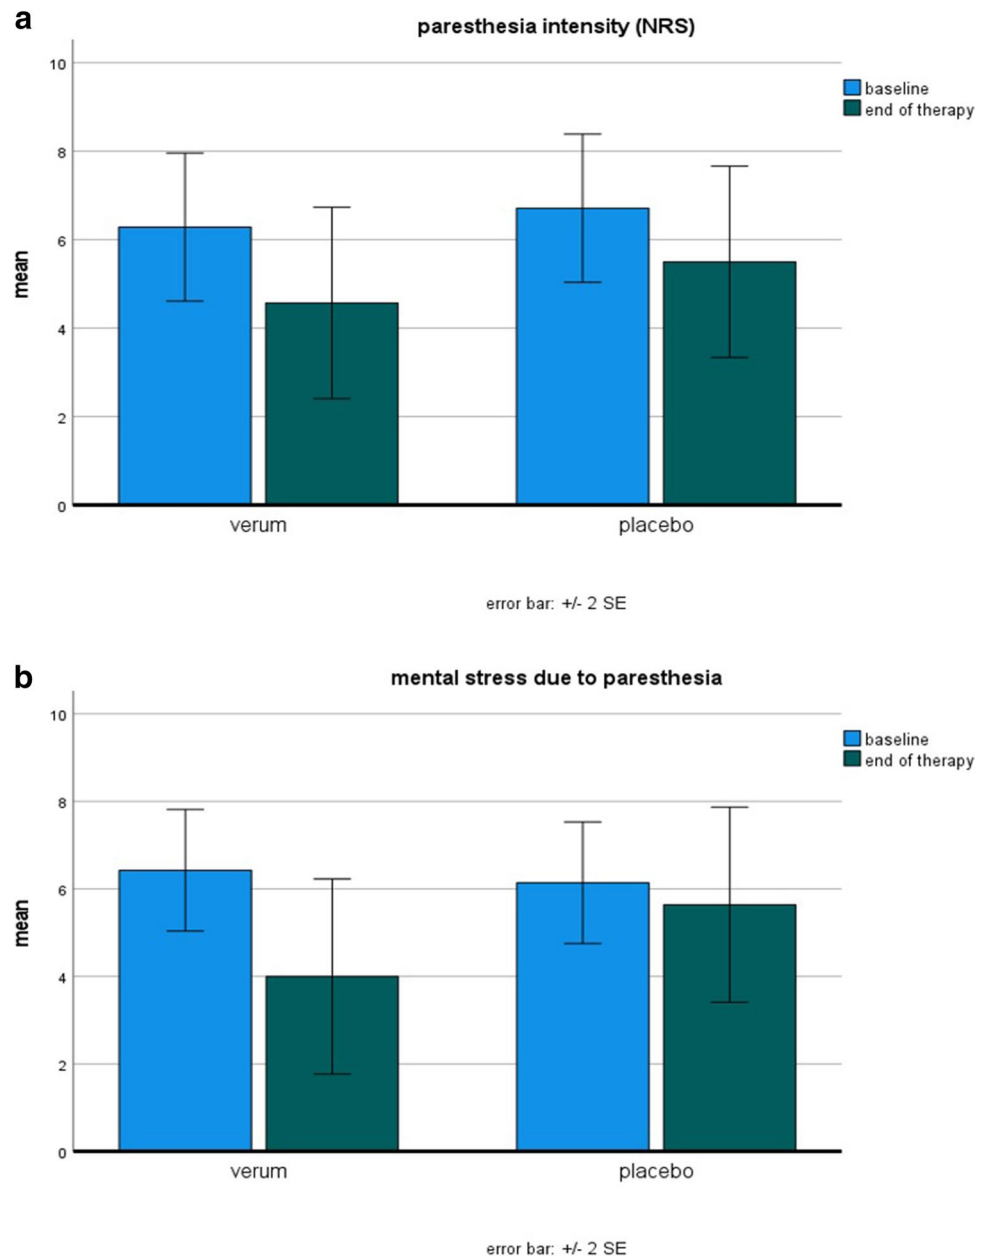 a
paresthesia intensity (NRS)
10
8
6
4
2
0
mean
baseline
end of therapy
verum
placebo
error bar: +/- 2 SE
b
mental stress due to paresthesia
10
8
6
4
2
0
mean
baseline
end of therapy
verum
placebo
error bar: +/- 2 SE